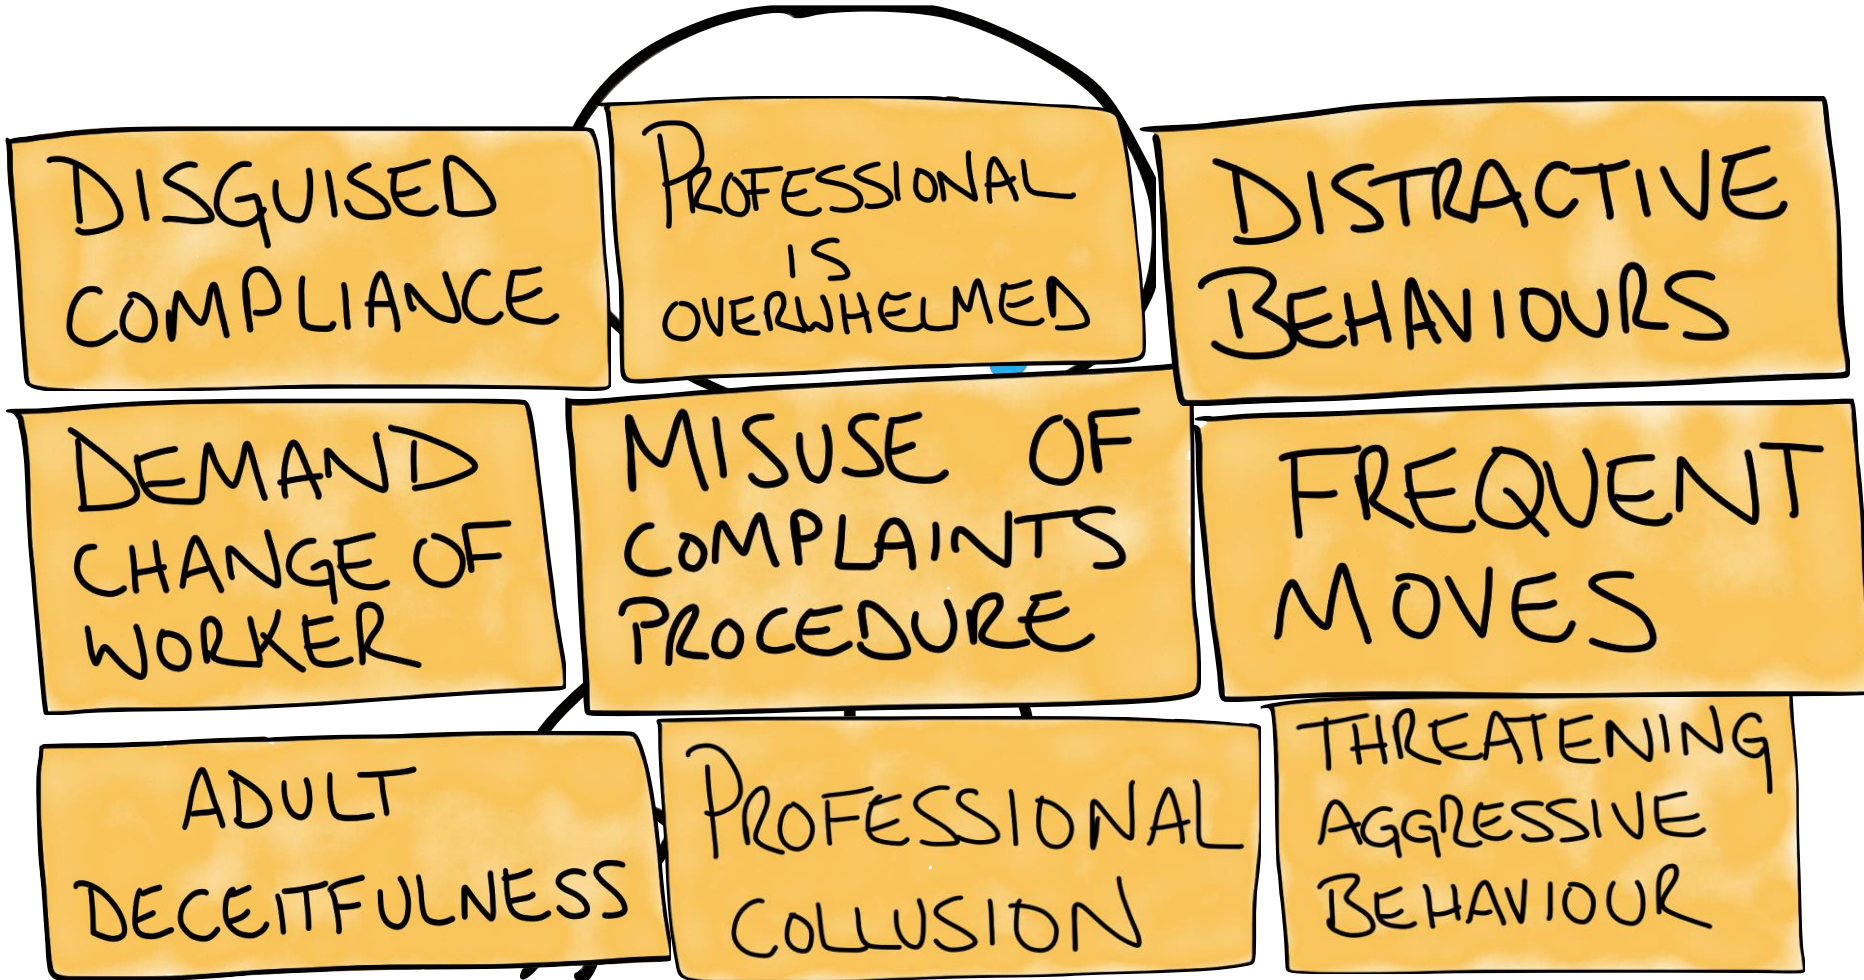 DISGUISED
COMPLIANCE
PROFESSIONAL
IS
OVERWHELMED
DISTRACTIVE
BEHAVIOURS
DEMAND
CHANGE OF
WORKER
MISUSE OF
COMPLAINTS
PROCEDURE
FREQUENT
MOVES
ADULT
DECEITFULNESS
PROFESSIONAL
COLLUSION
THREATENING
AGGRESSIVE
BEHAVIOUR